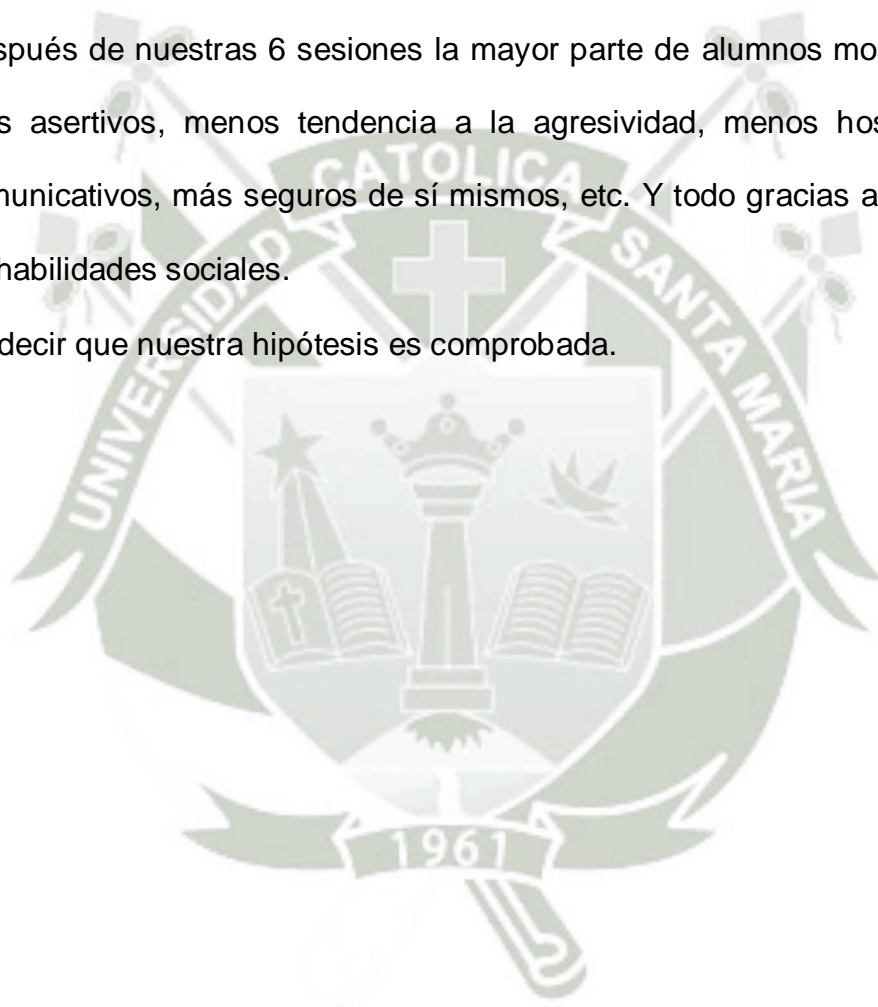 spués de nuestras 6 sesiones la mayor parte de alumnos mos
s asertivos, menos tendencia a la agresividad, menos hos
municativos, más seguros de sí mismos, etc. Y todo gracias a
habilidades sociales.
decir que nuestra hipótesis es comprobada.
UNIVERSIDAD CATOLICA SANTA MARIA
1961